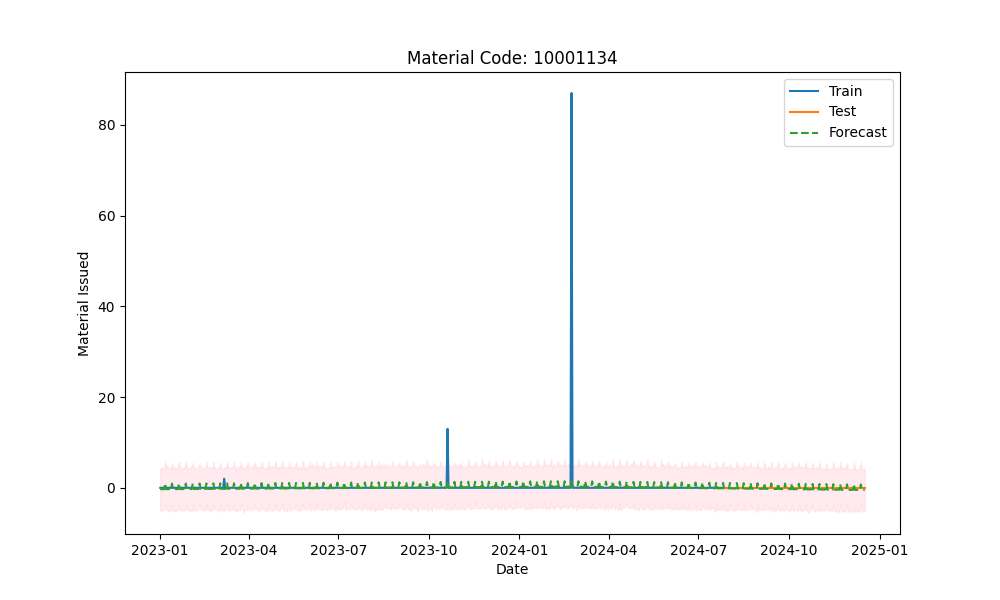 Material Code: 10001134
Train
Test
Forecast
Material Issued
80
60
40
20
0
2023-01 2023-04 2023-07 2023-10 2024-01 2024-04 2024-07 2024-10 2025-01
Date